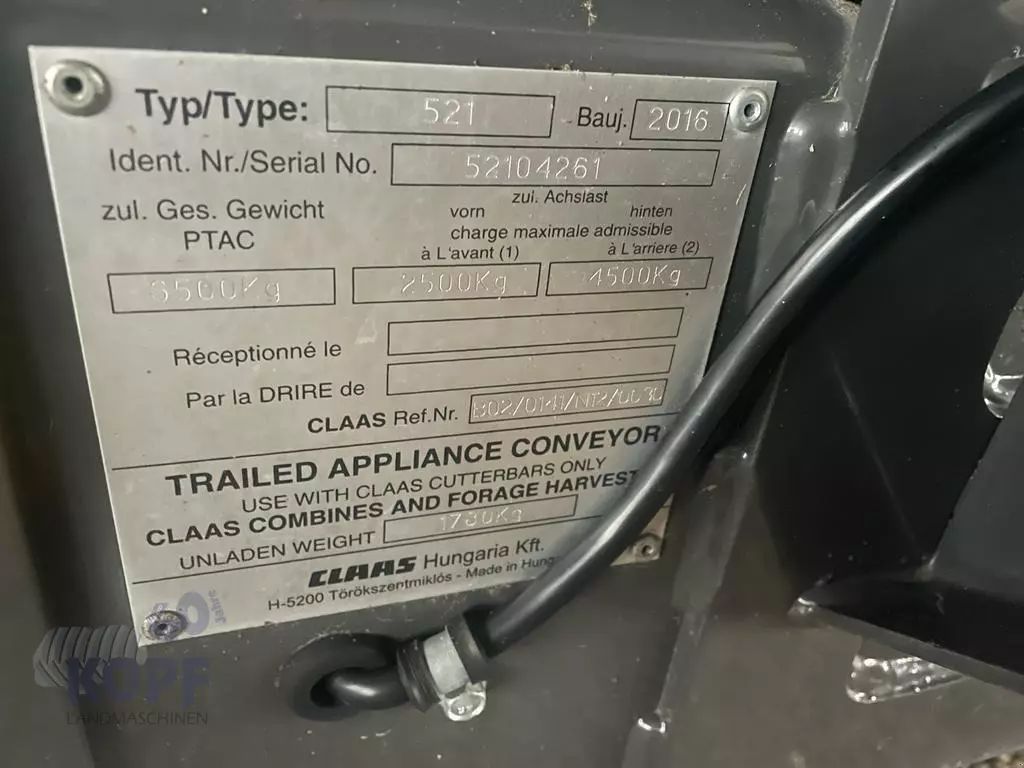 Typ/Type: 521 Bauj. 2016
Ident. Nr./Serial No. 52104261
zul. Ges. Gewicht
PTAC
zul. Achslast
vorn hinten
charge maximale admissible
à L'avant (1) à L'arriere (2)
6500Kg 2500Kg 4500Kg
Réceptionné le
Par la DRIRE de
CLAAS Ref.Nr.
TRAILED APPLIANCE CONVEYOR
USE WITH CLAAS CUTTERBARS ONLY
CLAAS COMBINES AND FORAGE HARVEST
UNLADEN WEIGHT 1730Kg
CLAAS Hungaria Kft.
H-5200 Törökszentmiklós - Made in Hung
Jahre
KOPF
LANDMASCHINEN